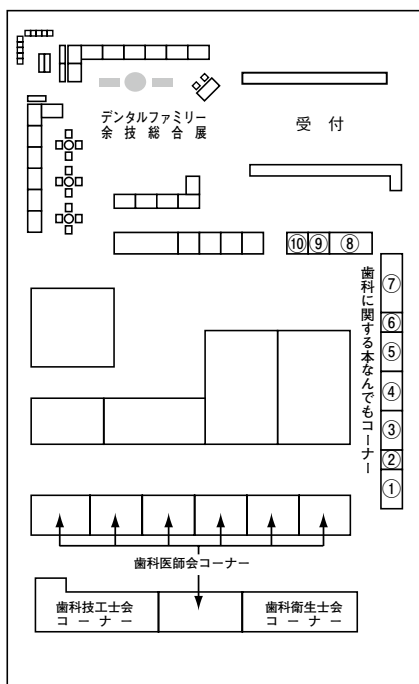 デンタルファミリー
余技総合展
受付
⑩ ⑨ ⑧
⑦
⑥
⑤
④
③
②
①
歯科に関する本なんでもコーナー
歯科医師会コーナー
歯科技工士会
コーナー
歯科衛生士会
コーナー